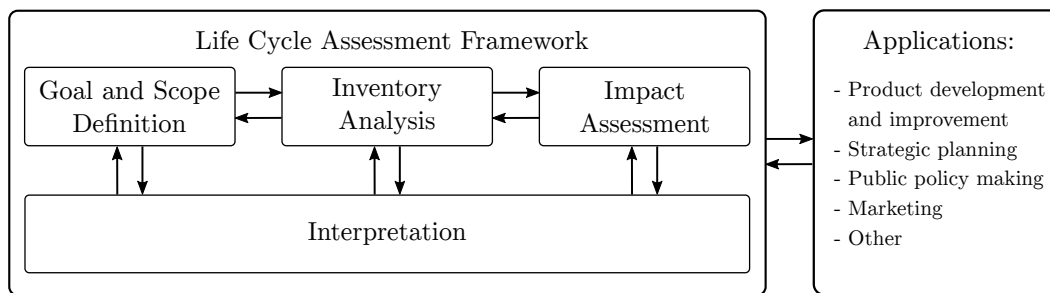 Life Cycle Assessment Framework
Goal and Scope
Definition
Inventory
Analysis
Impact
Assessment
Interpretation
Applications:
- Product development
and improvement
- Strategic planning
- Public policy making
- Marketing
- Other